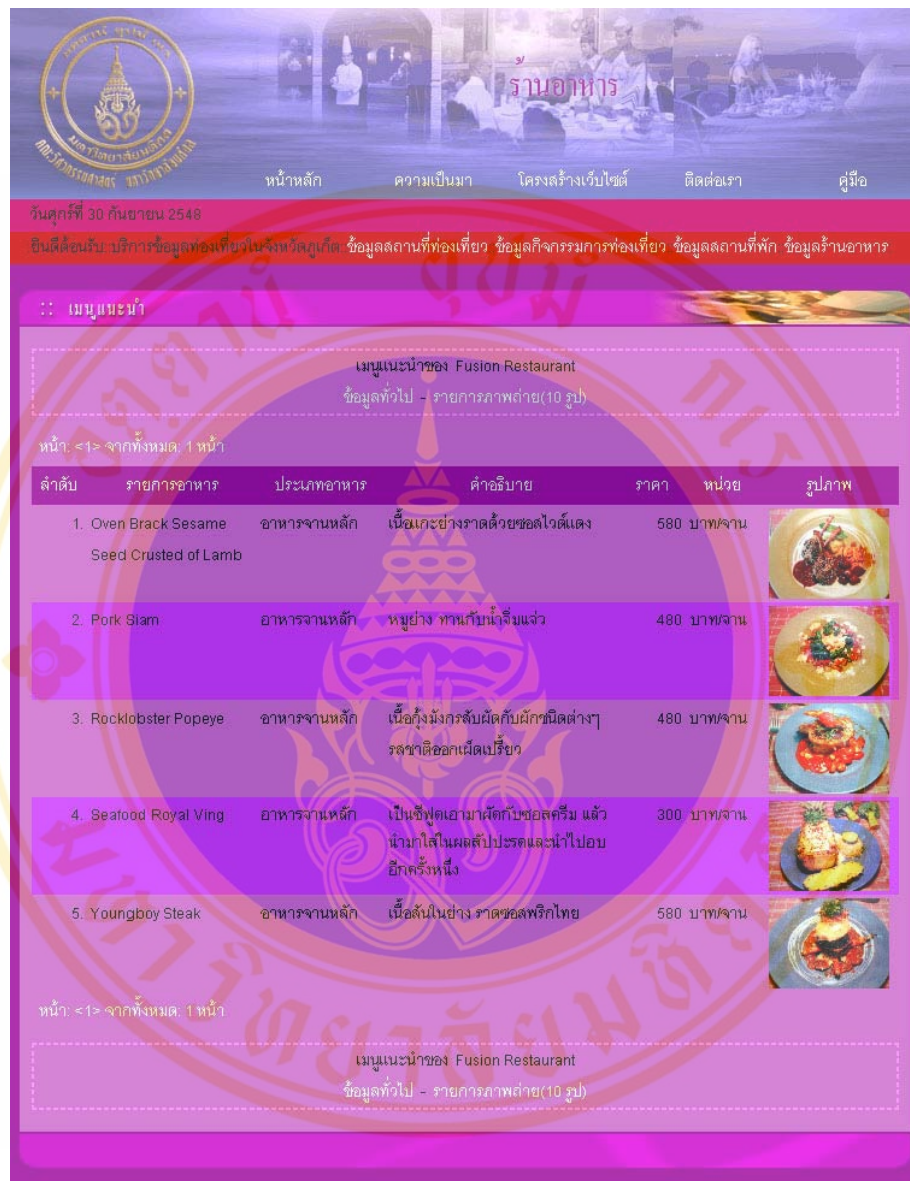 ร้านอาหาร
หน้าหลัก ความเป็นมา โครงสร้างเว็บไซต์ ติดต่อเรา คู่มือ
วันศุกร์ที่ 30 กันยายน 2548
ยินดีต้อนรับ: บริการข้อมูลท่องเที่ยวในจังหวัดภูเก็ต: ข้อมูลสถานที่ท่องเที่ยว ข้อมูลกิจกรรมการท่องเที่ยว ข้อมูลสถานที่พัก ข้อมูลร้านอาหาร
:: เมนูแนะนำ
เมนูแนะนำของ Fusion Restaurant
ข้อมูลทั่วไป - รายการภาพถ่าย(10 รูป)
หน้า: <1> จากทั้งหมด: 1 หน้า
ลำดับ รายการอาหาร ประเภทอาหาร คำอธิบาย ราคา หน่วย รูปภาพ
1. Oven Brack Sesame อาหารจานหลัก เนื้อแกะย่างราดด้วยซอสไวด์แดง 580 บาท/จาน
Seed Crusted of Lamb
2. Pork Siam อาหารจานหลัก หมูย่าง ทานกับน้ำจิ้มแจ่ว 480 บาท/จาน
3. Rocklobster Popeye อาหารจานหลัก เนื้อกุ้งมังกรสับผัดกับผักชนิดต่างๆ 480 บาท/จาน
รสชาติออกเผ็ดเปรี้ยว
4. Seafood Royal Ving อาหารจานหลัก เป็นซีฟูดเอามาผัดกับซอสครีม แล้ว 300 บาท/จาน
นำมาใส่ในผลสัปปะรดและนำไปอบ
อีกครั้งหนึ่ง
5. Youngboy Steak อาหารจานหลัก เนื้อสันในย่าง ราดซอสพริกไทย 580 บาท/จาน
หน้า: <1> จากทั้งหมด: 1 หน้า
เมนูแนะนำของ Fusion Restaurant
ข้อมูลทั่วไป - รายการภาพถ่าย(10 รูป)
มหาวิทยาลัยมหิดล